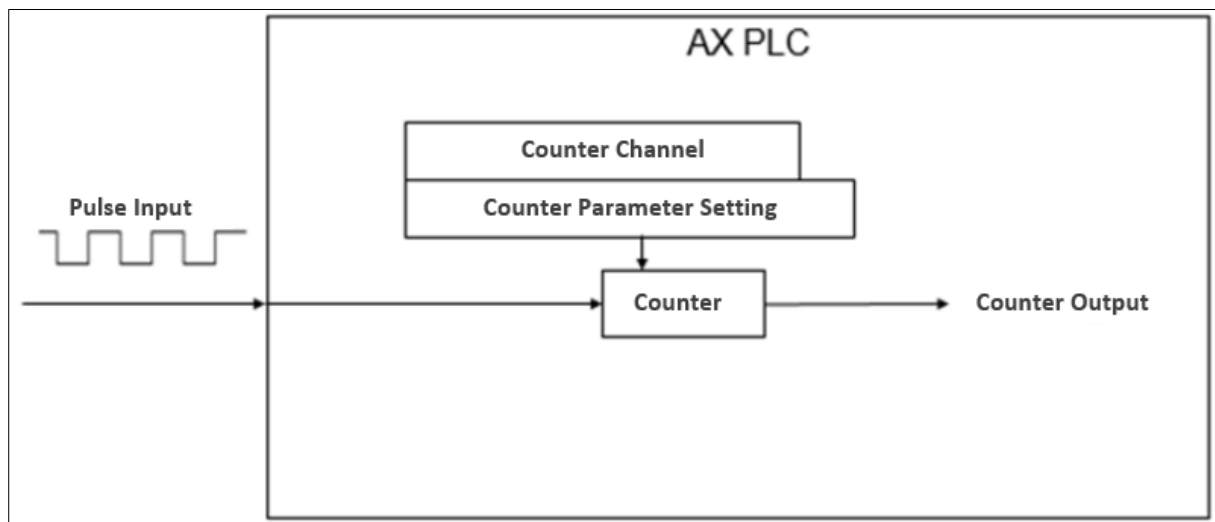 AX PLC
Counter Channel
Counter Parameter Setting
Pulse Input
Counter
Counter Output